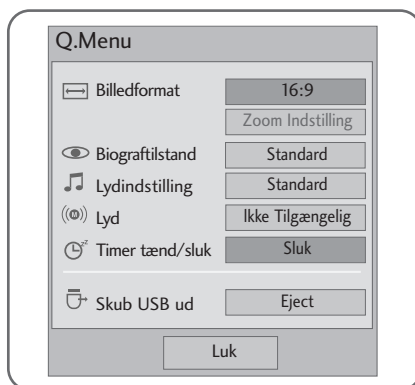 Q.Menu
Billedformat 16:9
Zoom Indstilling
Biograftilstand Standard
Lydindstilling Standard
Lyd Ikke Tilgængelig
Timer tænd/sluk Sluk
Skub USB ud Eject
Luk